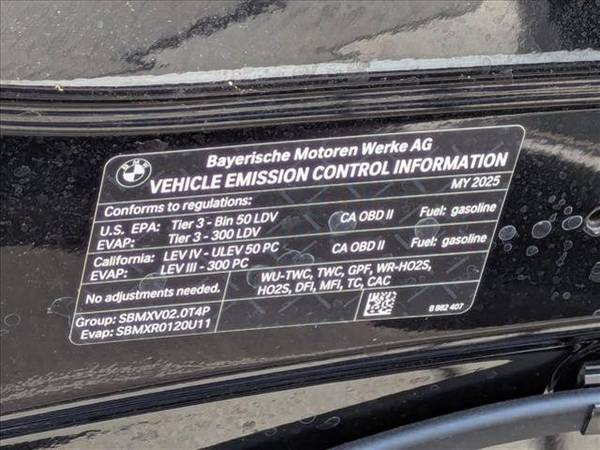 Bayerische Motoren Werke AG
VEHICLE EMISSION CONTROL INFORMATION
Conforms to regulations: MY 2025
U.S. EPA: Tier 3 - Bin 50 LDV CA OBD II Fuel: gasoline
EVAP: Tier 3 - 300 LDV
California: LEV IV - ULEV 50 PC CA OBD II Fuel: gasoline
EVAP: LEV III - 300 PC
No adjustments needed. WU-TWC, TWC, GPF, WR-HO2S,
HO2S, DFI, MFI, TC, CAC
Group: SBMXV02.0T4P
Evap: SBMXR0120U11 8 982 407